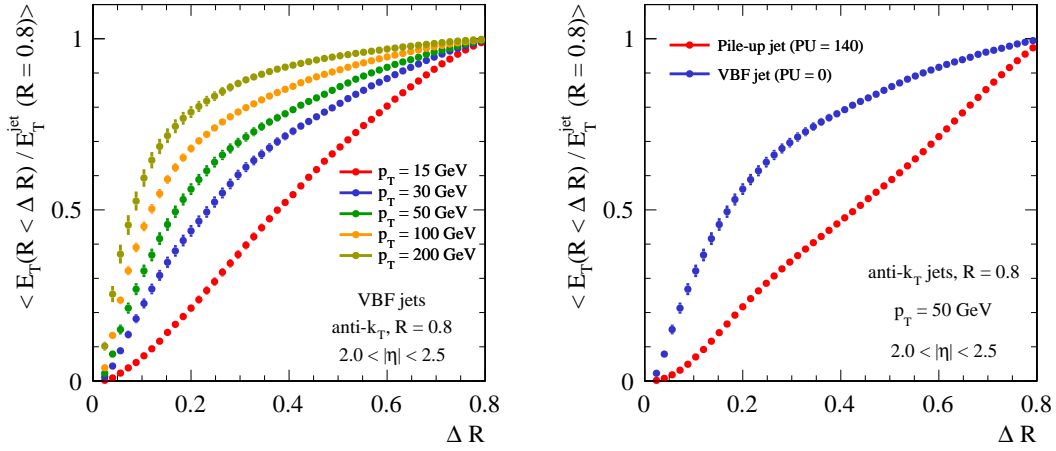 < E_T(R < Δ R) / E_T^jet (R = 0.8)>
1
0.5
0
0 0.2 0.4 0.6 0.8
Δ R
p_T = 15 GeV
p_T = 30 GeV
p_T = 50 GeV
p_T = 100 GeV
p_T = 200 GeV
VBF jets
anti-k_T, R = 0.8
2.0 < |η| < 2.5
< E_T(R < Δ R) / E_T^jet (R = 0.8)>
1
0.5
0
0 0.2 0.4 0.6 0.8
Δ R
Pile-up jet (PU = 140)
VBF jet (PU = 0)
anti-k_T jets, R = 0.8
p_T = 50 GeV
2.0 < |η| < 2.5